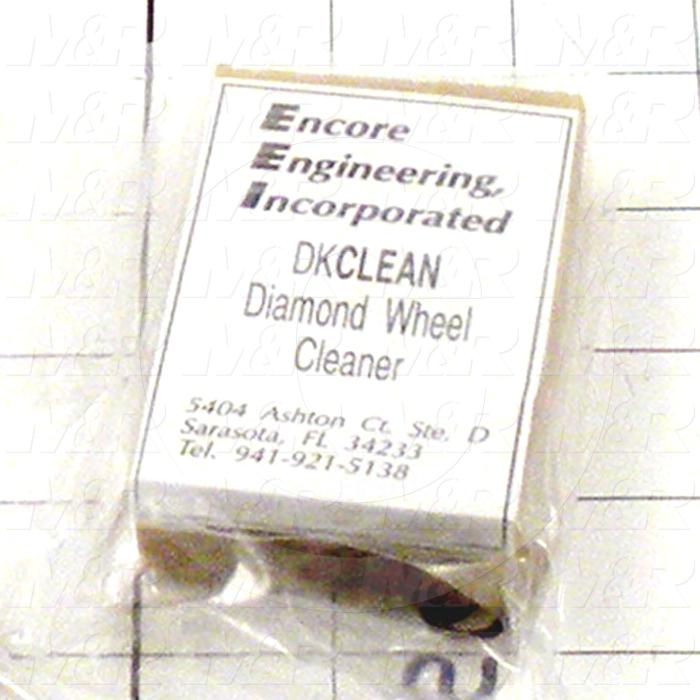 Encore
Engineering,
Incorporated
DKCLEAN
Diamond Wheel
Cleaner
5404 Ashton Ct. Ste. D
Sarasota, FL 34233
Tel. 941-921-5138
M&R